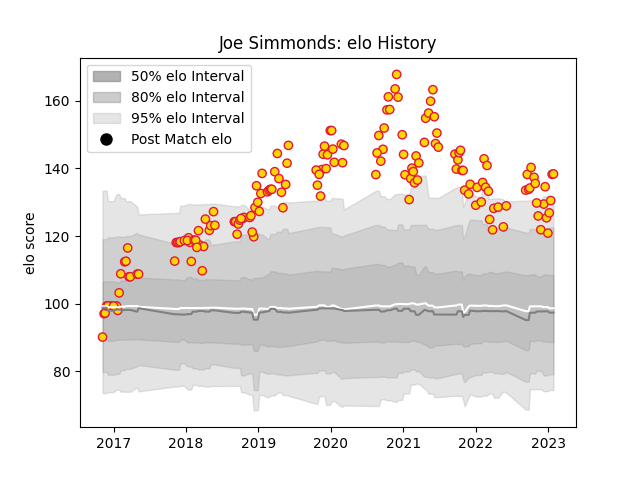 Joe Simmonds: elo History
50% elo Interval
80% elo Interval
95% elo Interval
Post Match elo
elo score
160
140
120
100
80
2017 2018 2019 2020 2021 2022 2023